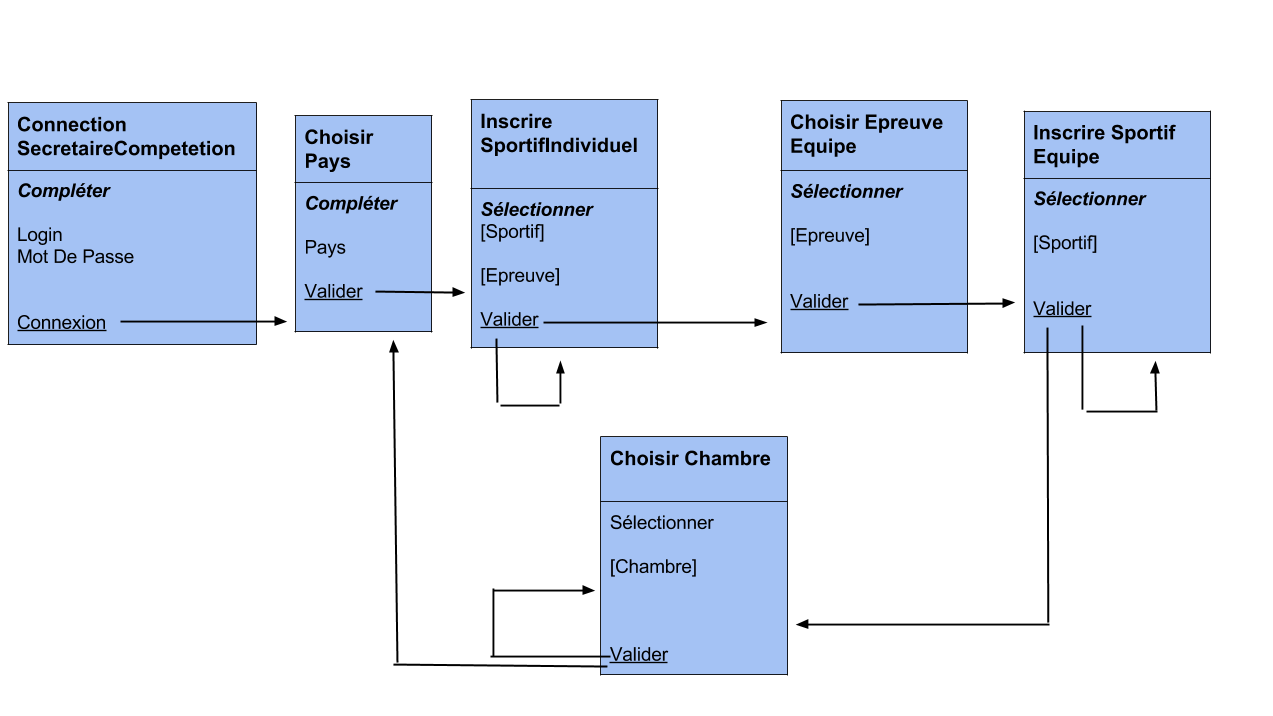 Connection
SecretaireCompetetion
Compléter
Login
Mot De Passe
Connexion
Choisir
Pays
Compléter
Pays
Valider
Inscrire
SportifIndividuel
Sélectionner
[Sportif]
[Epreuve]
Valider
Choisir Epreuve
Equipe
Sélectionner
[Epreuve]
Valider
Inscrire Sportif
Equipe
Sélectionner
[Sportif]
Valider
Choisir Chambre
Sélectionner
[Chambre]
Valider